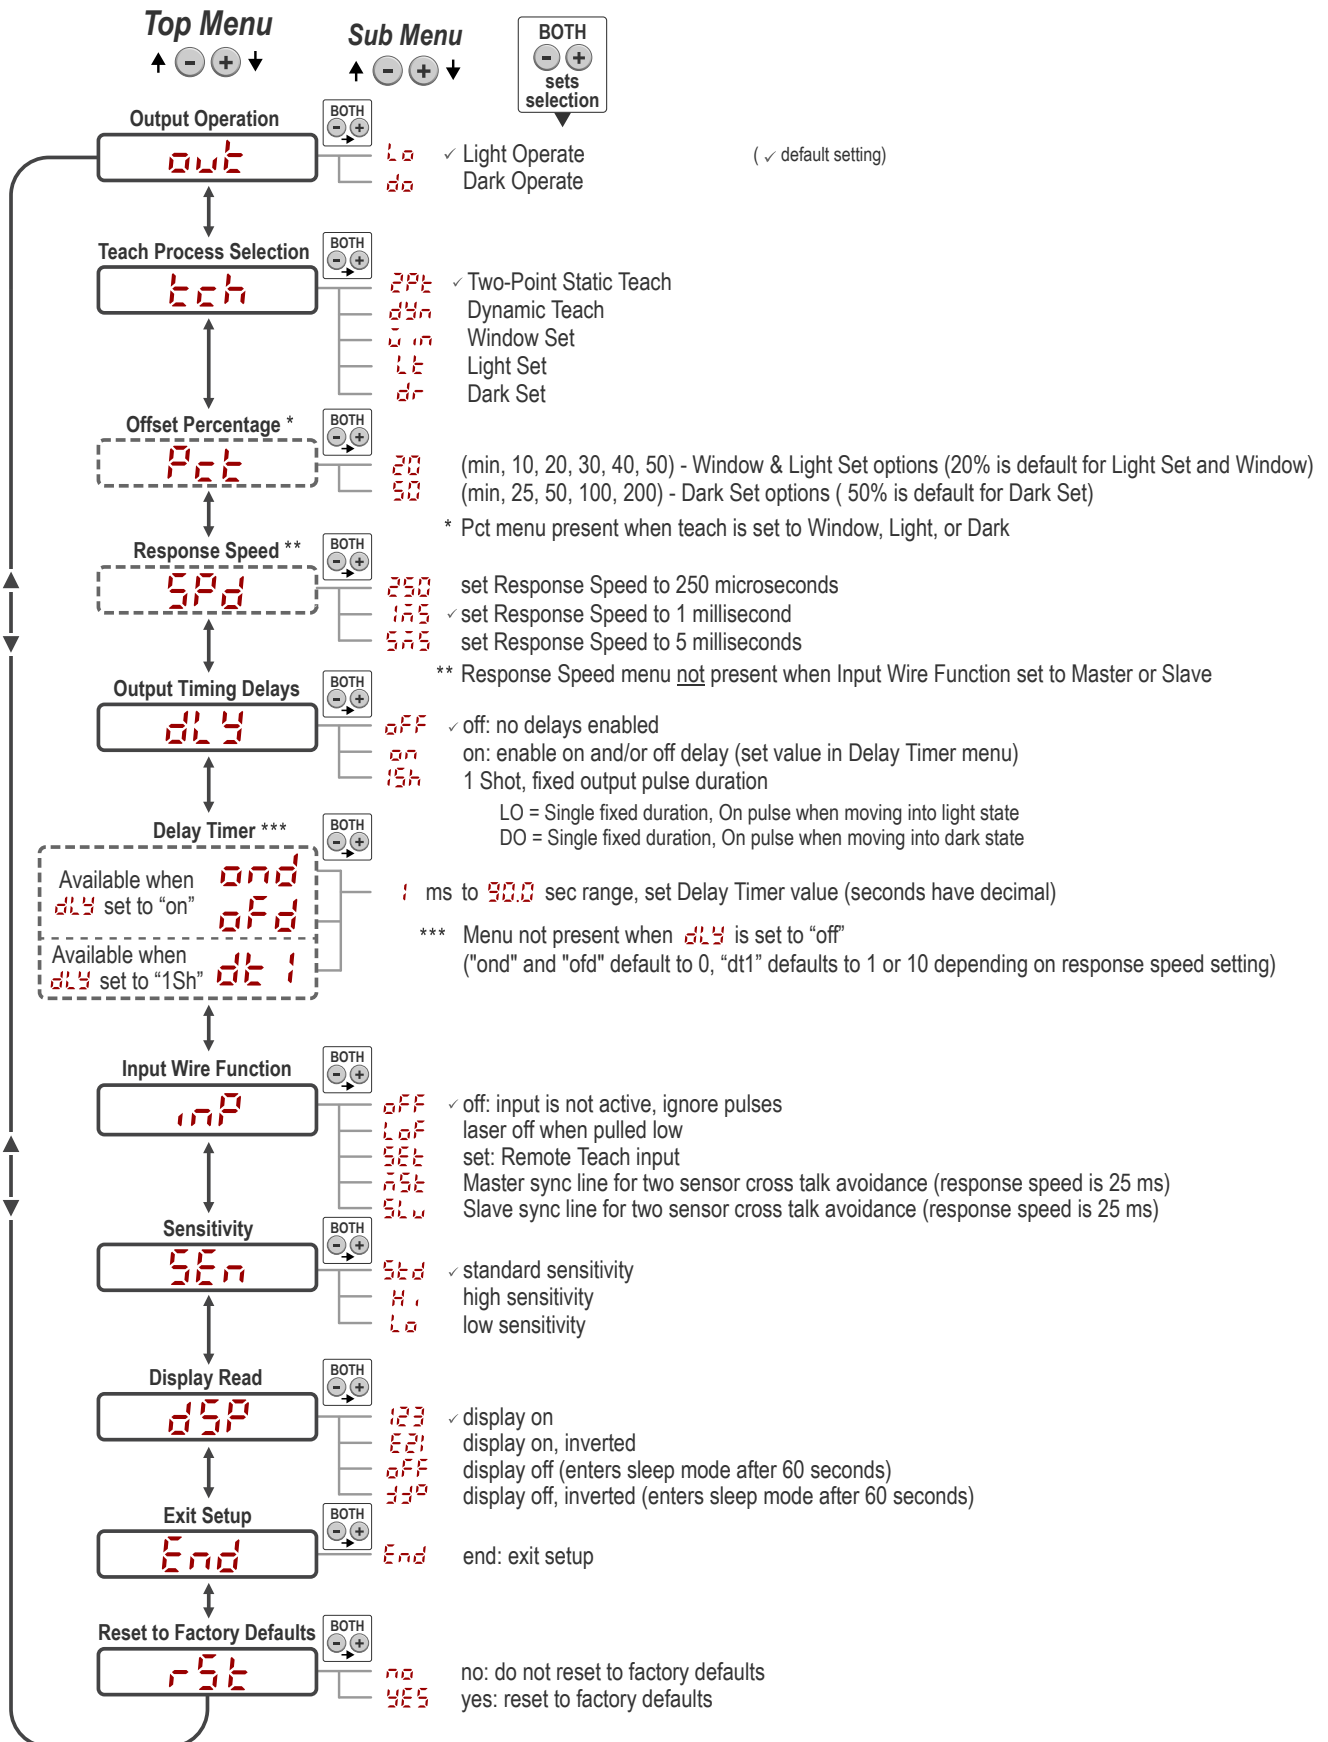 Top Menu
Sub Menu
BOTH
- +
sets
selection
- +
- +
Output Operation
BOTH
- +
out
Lo ✓ Light Operate
( ✓ default setting)
do Dark Operate
Teach Process Selection
BOTH
- +
tch
2Pt ✓ Two-Point Static Teach
dYn Dynamic Teach
Win Window Set
Lt Light Set
dr Dark Set
Offset Percentage *
BOTH
- +
Pct
20 (min, 10, 20, 30, 40, 50) - Window & Light Set options (20% is default for Light Set and Window)
50 (min, 25, 50, 100, 200) - Dark Set options ( 50% is default for Dark Set)
* Pct menu present when teach is set to Window, Light, or Dark
Response Speed **
BOTH
- +
SPd
250 set Response Speed to 250 microseconds
1mS ✓ set Response Speed to 1 millisecond
5mS set Response Speed to 5 milliseconds
** Response Speed menu not present when Input Wire Function set to Master or Slave
Output Timing Delays
BOTH
- +
dLY
oFF ✓ off: no delays enabled
on on: enable on and/or off delay (set value in Delay Timer menu)
1Sh 1 Shot, fixed output pulse duration
LO = Single fixed duration, On pulse when moving into light state
DO = Single fixed duration, On pulse when moving into dark state
Delay Timer ***
BOTH
- +
Available when
dLY set to “on”
ond
oFd
Available when
dLY set to “1Sh”
dt1
1 ms to 90.0 sec range, set Delay Timer value (seconds have decimal)
*** Menu not present when dLY is set to “off”
("ond" and "ofd" default to 0, “dt1” defaults to 1 or 10 depending on response speed setting)
Input Wire Function
BOTH
- +
inP
oFF ✓ off: input is not active, ignore pulses
LoF laser off when pulled low
SEt set: Remote Teach input
mSt Master sync line for two sensor cross talk avoidance (response speed is 25 ms)
SLv Slave sync line for two sensor cross talk avoidance (response speed is 25 ms)
Sensitivity
BOTH
- +
SEn
Std ✓ standard sensitivity
Hi high sensitivity
Lo low sensitivity
Display Read
BOTH
- +
dSP
123 ✓ display on
E21 display on, inverted
oFF display off (enters sleep mode after 60 seconds)
display off, inverted (enters sleep mode after 60 seconds)
Exit Setup
BOTH
- +
End
End end: exit setup
Reset to Factory Defaults
BOTH
- +
rSt
no no: do not reset to factory defaults
YES yes: reset to factory defaults